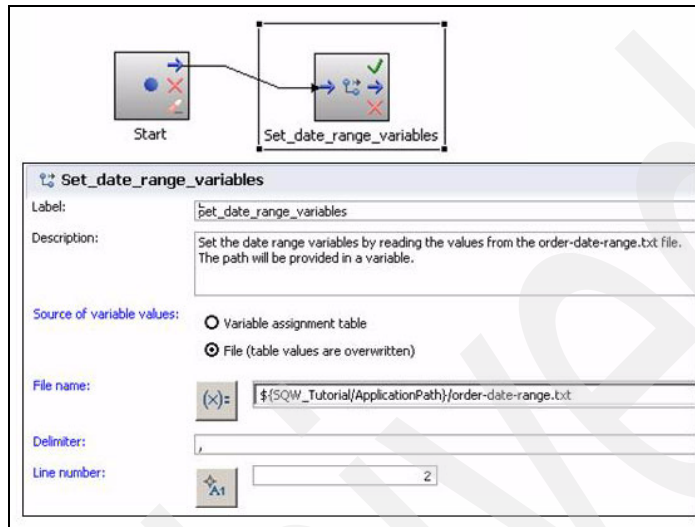 Start
Set_date_range_variables
Set_date_range_variables
Label:
Set_date_range_variables
Description:
Set the date range variables by reading the values from the order-date-range.txt file.
The path will be provided in a variable.
Source of variable values:
Variable assignment table
File (table values are overwritten)
File name:
(x)=
${SQW_Tutorial/ApplicationPath}/order-date-range.txt
Delimiter:
,
Line number:
A1
2